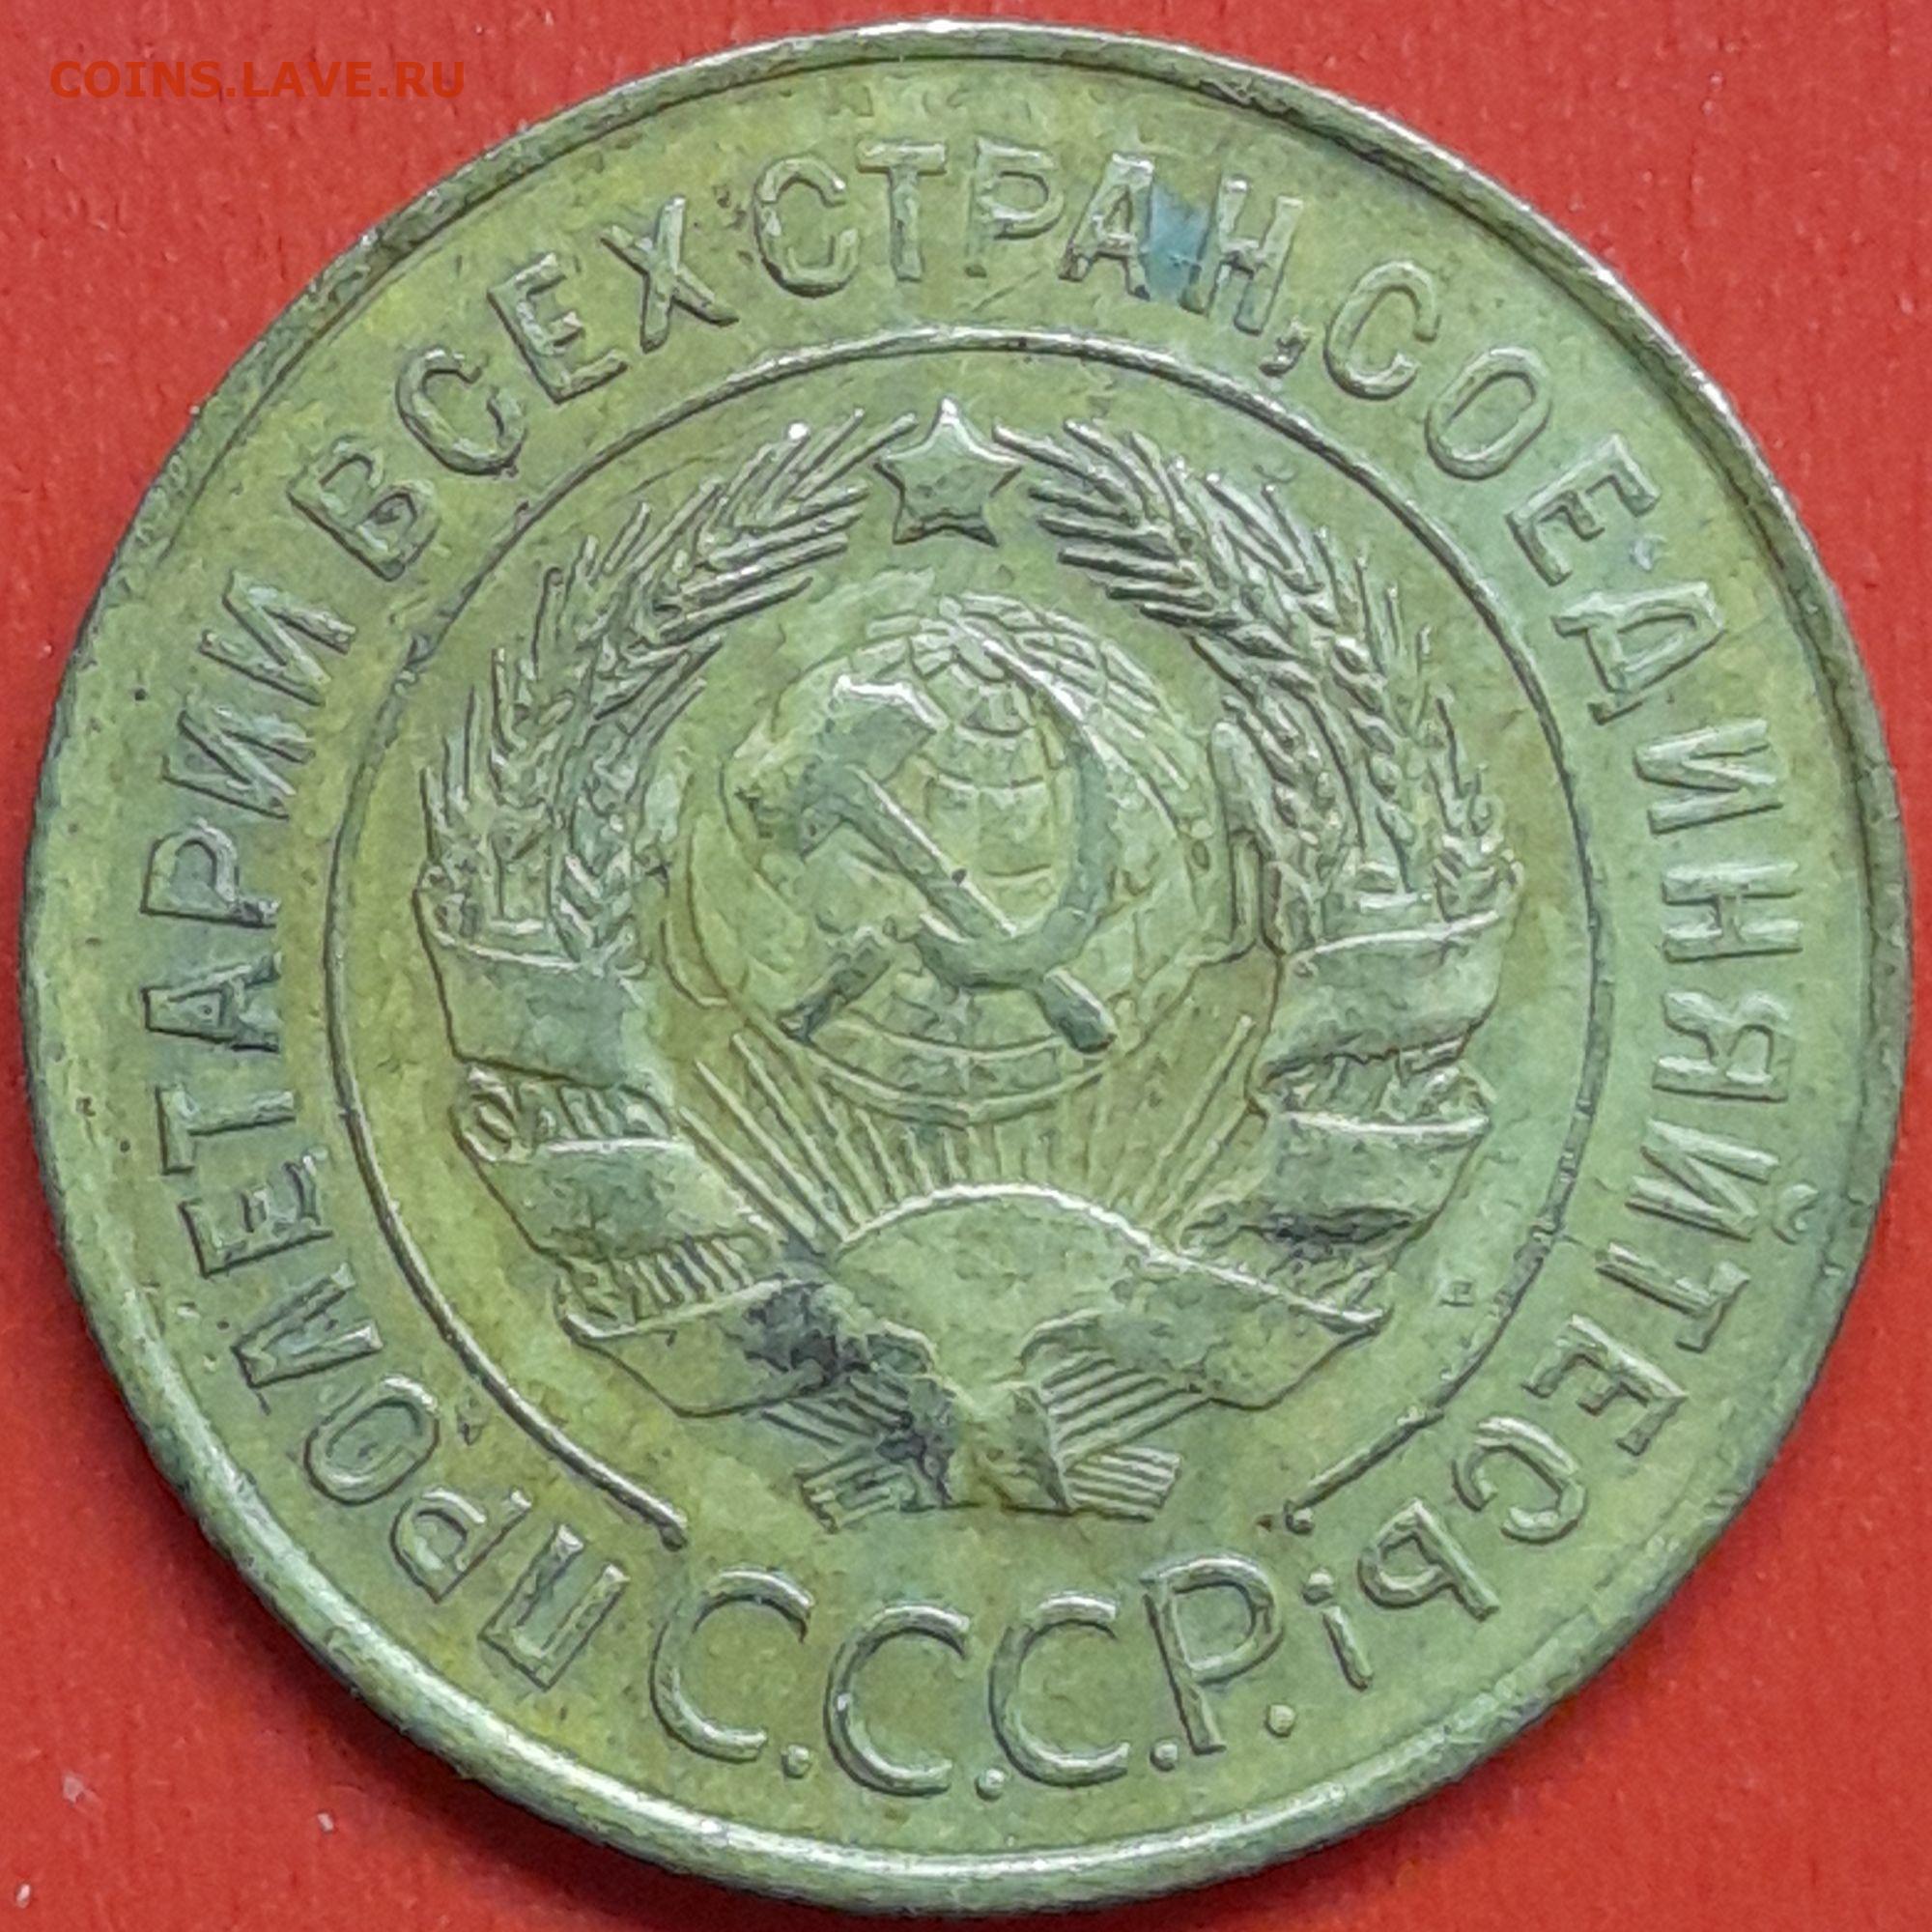 COINS.LAVE.RU
ПРОЛЕТАРИИ ВСЕХ СТРАН, СОЕДИНЯЙТЕСЬ!
С.С.С.Р.